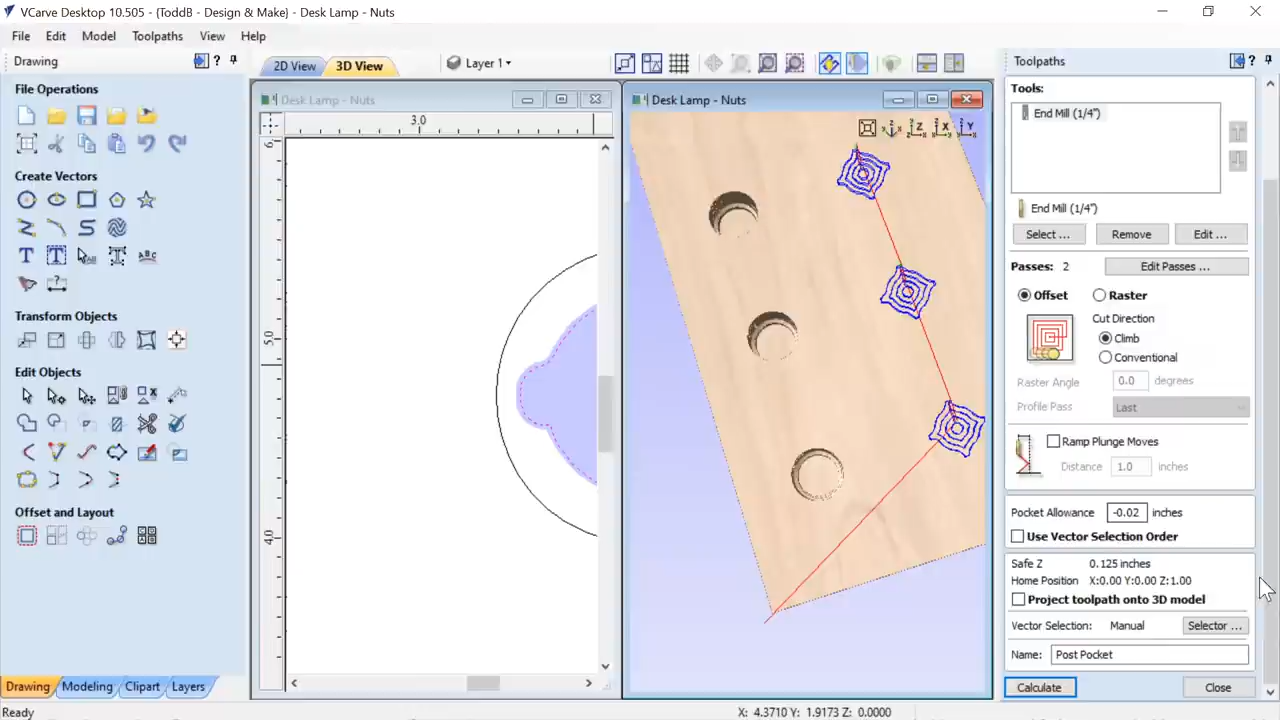 VCarve Desktop 10.505 - {ToddB - Design & Make} - Desk Lamp - Nuts
File Edit Model Toolpaths View Help
Drawing
File Operations
Create Vectors
Transform Objects
Edit Objects
Offset and Layout
Drawing Modeling Clipart Layers
Ready
2D View 3D View
Layer 1
Desk Lamp - Nuts
3.0
5.0
4.0
Desk Lamp - Nuts
Z X Y
Toolpaths
Tools:
End Mill (1/4")
End Mill (1/4")
Select ... Remove Edit ...
Passes: 2 Edit Passes ...
Offset Raster
Cut Direction
Climb
Conventional
Raster Angle 0.0 degrees
Profile Pass Last
Ramp Plunge Moves
Distance 1.0 inches
Pocket Allowance -0.02 inches
Use Vector Selection Order
Safe Z 0.125 inches
Home Position X:0.00 Y:0.00 Z:1.00
Project toolpath onto 3D model
Vector Selection: Manual Selector ...
Name: Post Pocket
Calculate Close
X: 4.3710 Y: 1.9173 Z: 0.0000